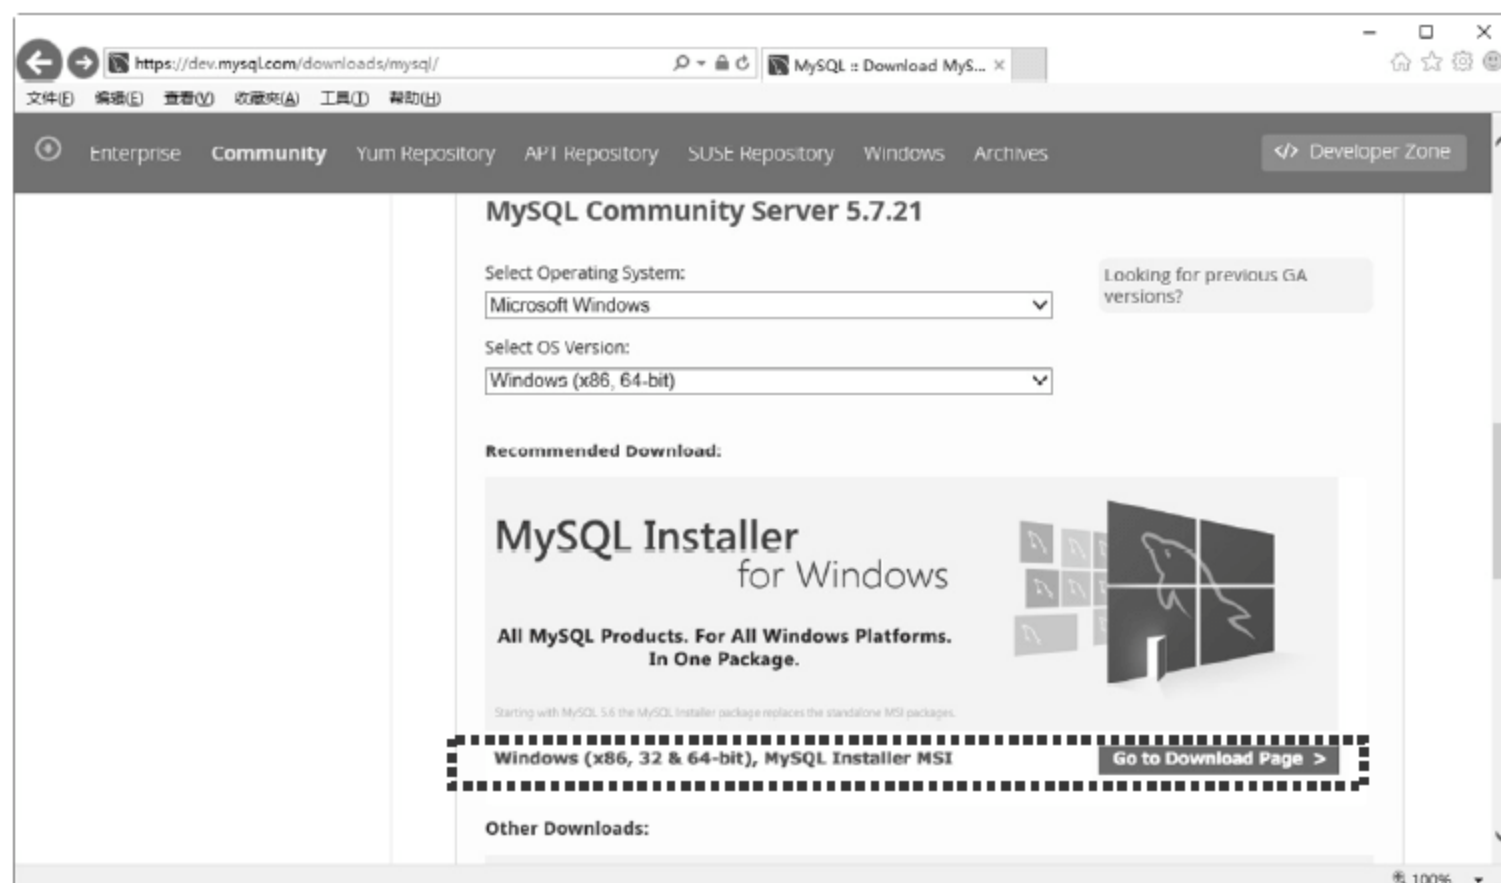 https://dev.mysql.com/downloads/mysql/
MySQL :: Download MyS...
文件(F) 编辑(E) 查看(V) 收藏夹(A) 工具(T) 帮助(H)
Enterprise Community Yum Repository APT Repository SUSE Repository Windows Archives </> Developer Zone
MySQL Community Server 5.7.21
Select Operating System:
Looking for previous GA
versions?
Microsoft Windows
Select OS Version:
Windows (x86, 64-bit)
Recommended Download:
MySQL Installer
for Windows
All MySQL Products. For All Windows Platforms.
In One Package.
Starting with MySQL 5.6 the MySQL Installer package replaces the standalone MSI packages.
Windows (x86, 32 & 64-bit), MySQL Installer MSI
Go to Download Page >
Other Downloads:
100%